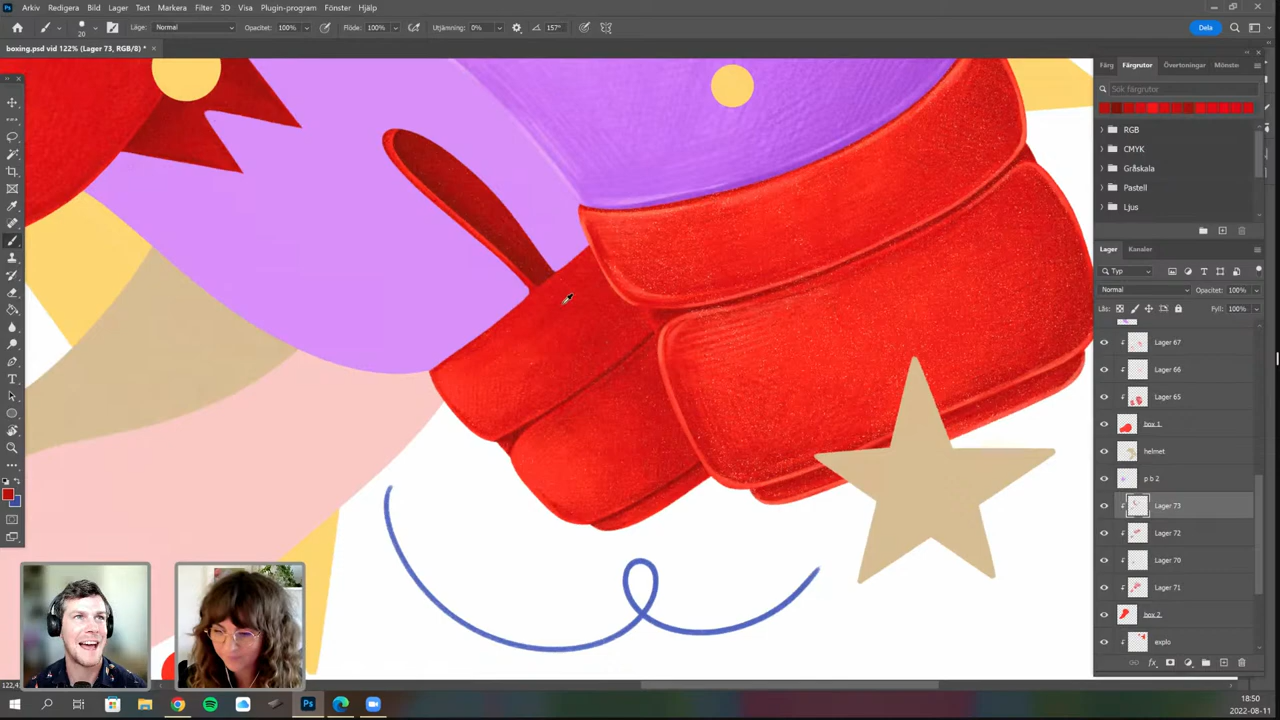 Arkiv Redigera Bild Lager Text Markera Filter 3D Visa Plugin-program Fönster Hjälp
20 Läge: Normal Opacitet: 100% Flöde: 100% Utjämning: 0% 157° Dela
boxing.psd vid 122% (Lager 73, RGB/8) *
Färg Färgrutor Övertoningar Mönste
Sök färgrutor
RGB
CMYK
Gråskala
Pastell
Ljus
Lager Kanaler
Typ
Normal Opacitet: 100%
Lås: Fyll: 100%
Lager 67
Lager 66
Lager 65
box 1
helmet
p b 2
Lager 73
Lager 72
Lager 70
Lager 71
box 2
explo
18:50
2022-08-11